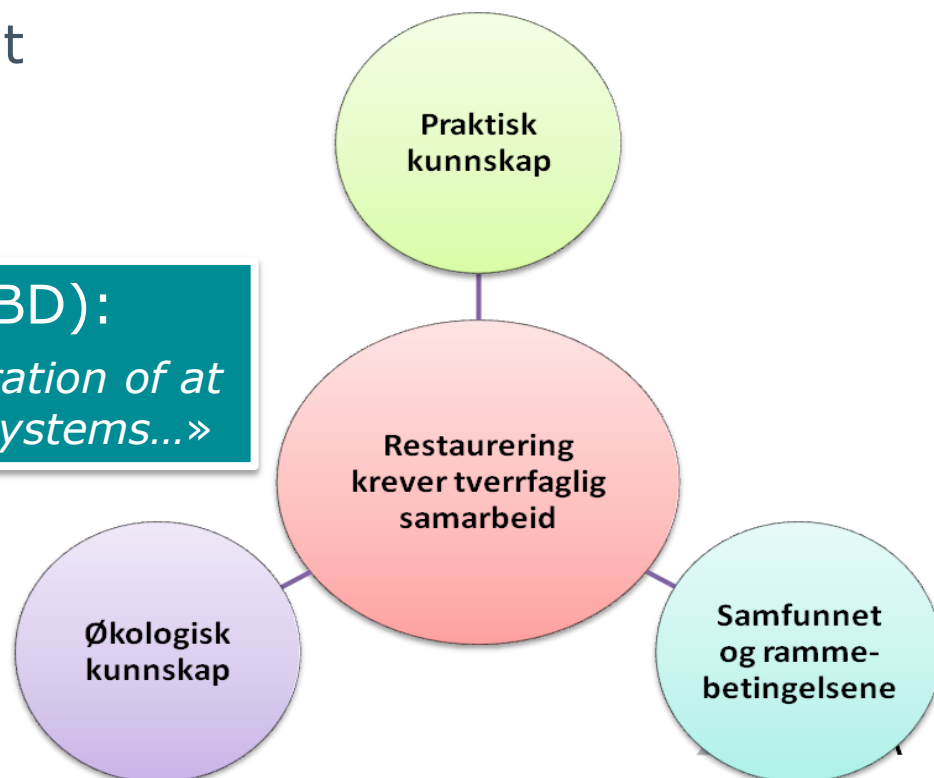 t
Praktisk
kunnskap
BD):
ration of at
ystems…»
Restaurering
krever tverrfaglig
samarbeid
Økologisk
kunnskap
Samfunnet
og ramme-
betingelsene